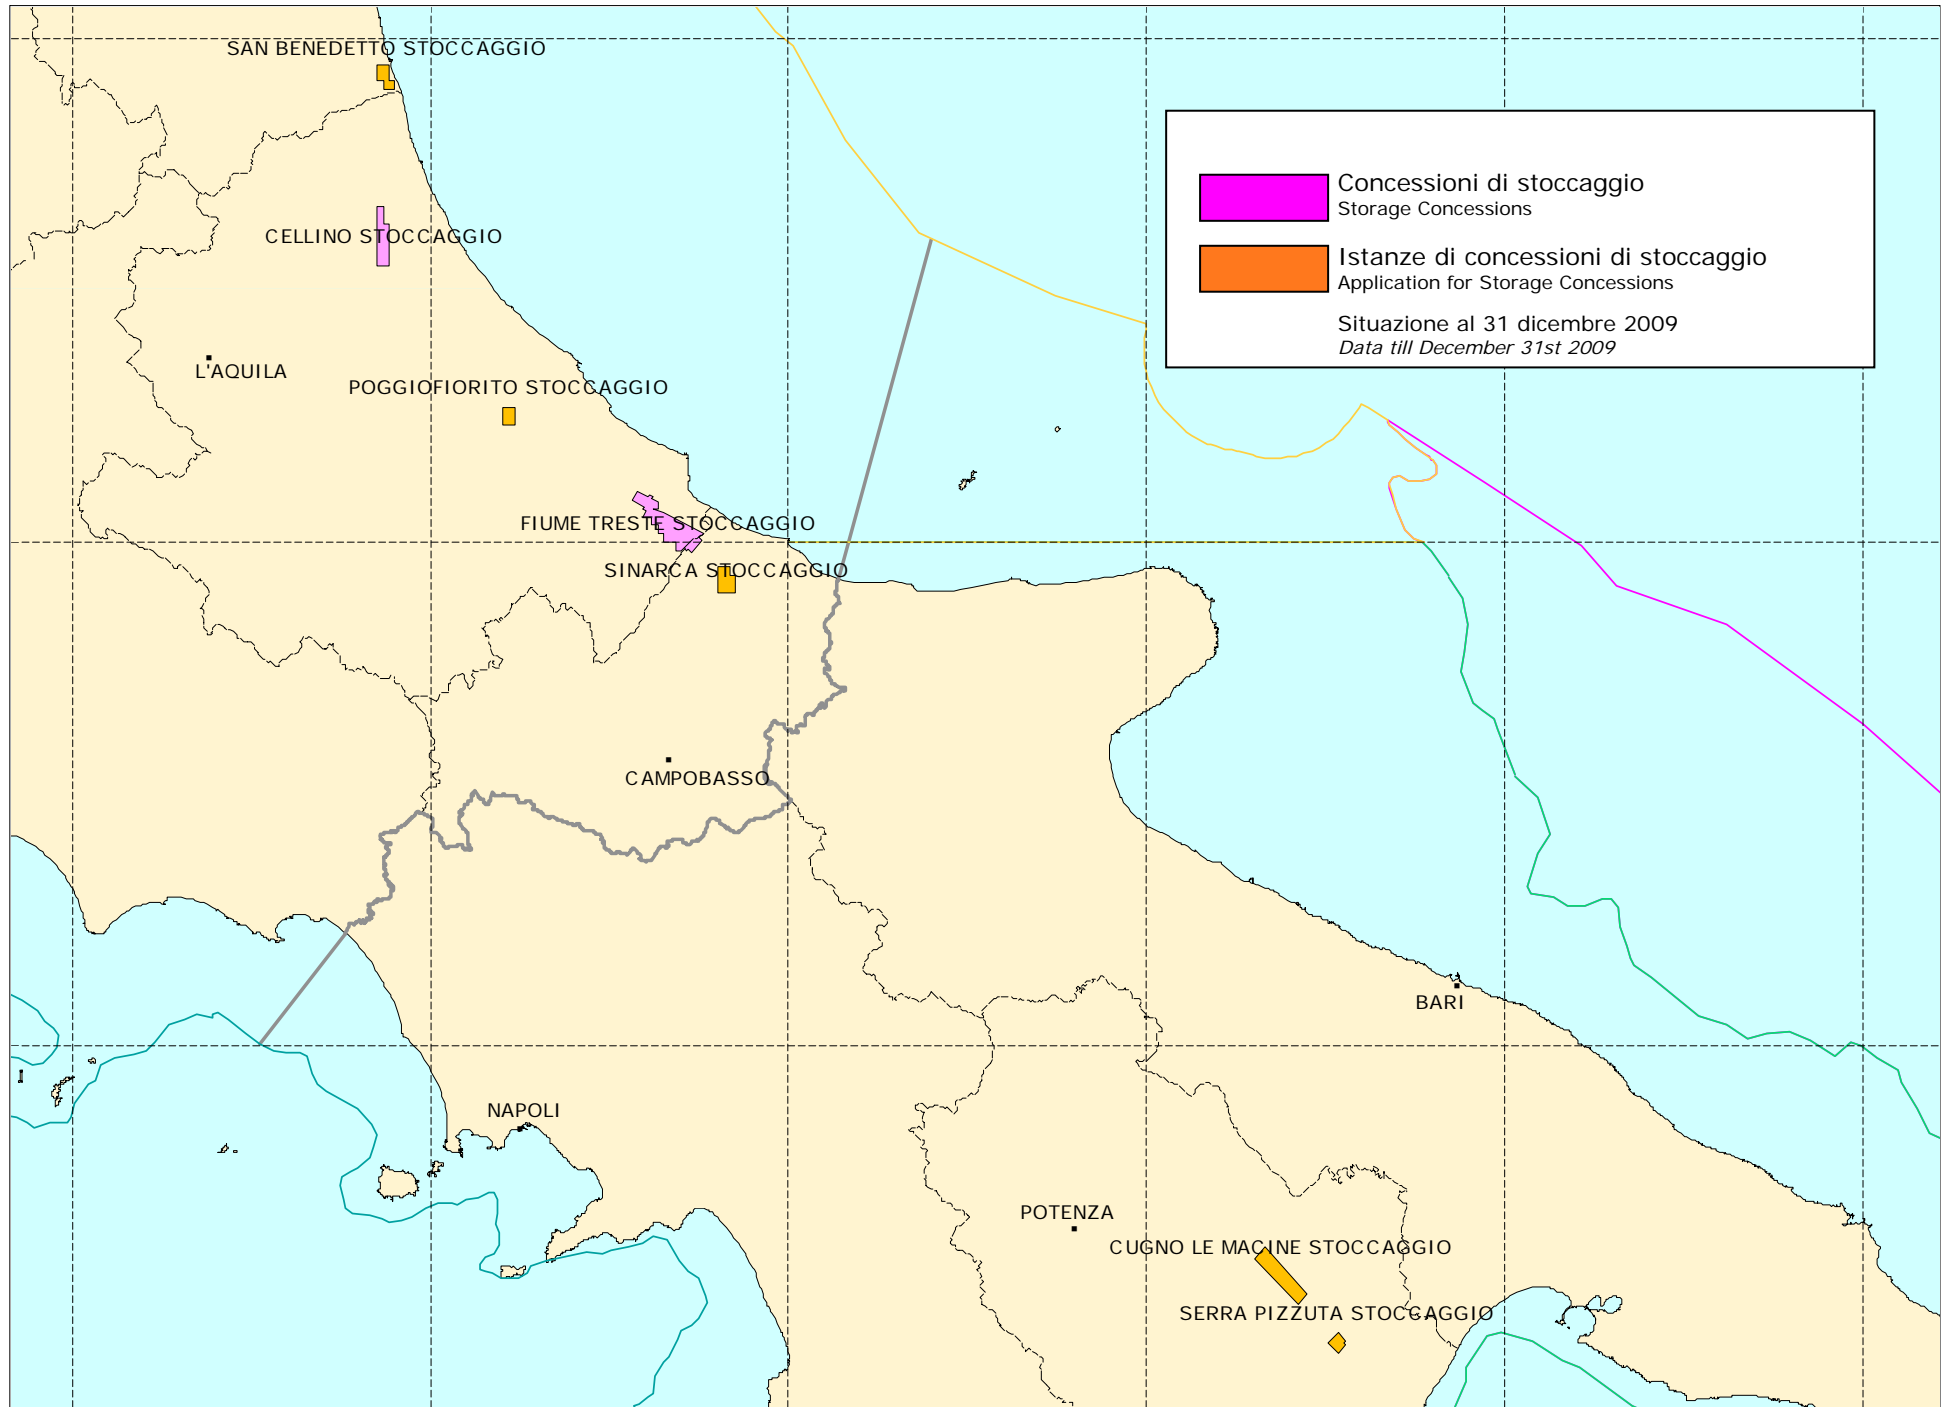 SAN BENEDETTO STOCCAGGIO
Concessioni di stoccaggio
Storage Concessions
CELLINO STOCCAGGIO
Istanze di concessioni di stoccaggio
Application for Storage Concessions
Situazione al 31 dicembre 2009
Data till December 31st 2009
L'AQUILA
POGGIOFIORITO STOCCAGGIO
FIUME TRESTE STOCCAGGIO
SINARCA STOCCAGGIO
CAMPOBASSO
BARI
NAPOLI
POTENZA
CUGNO LE MACINE STOCCAGGIO
SERRA PIZZUTA STOCCAGGIO